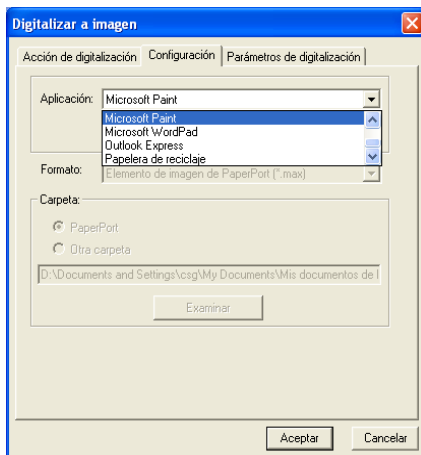 Digitalizar a imagen
Acción de digitalización Configuración Parámetros de digitalización
Aplicación: Microsoft Paint
Microsoft Paint
Microsoft WordPad
Outlook Express
Papelera de reciclaje
Formato: Elemento de imagen de PaperPort (*.max)
Carpeta:
PaperPort
Otra carpeta
D:\Documents and Settings\csg\My Documents\Mis documentos de
Examinar
Aceptar Cancelar